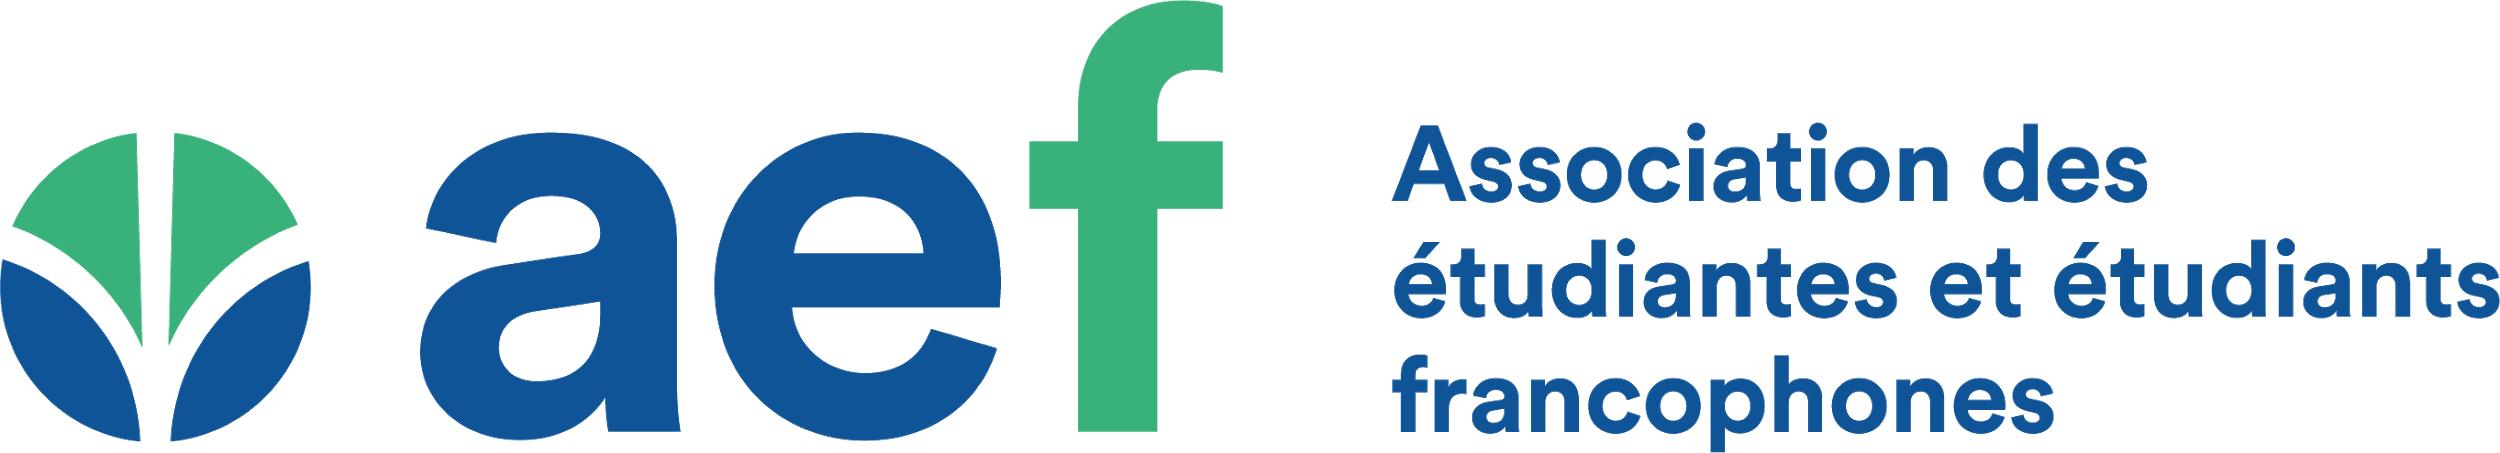 aef
Association des
étudiantes et étudiants
francophones